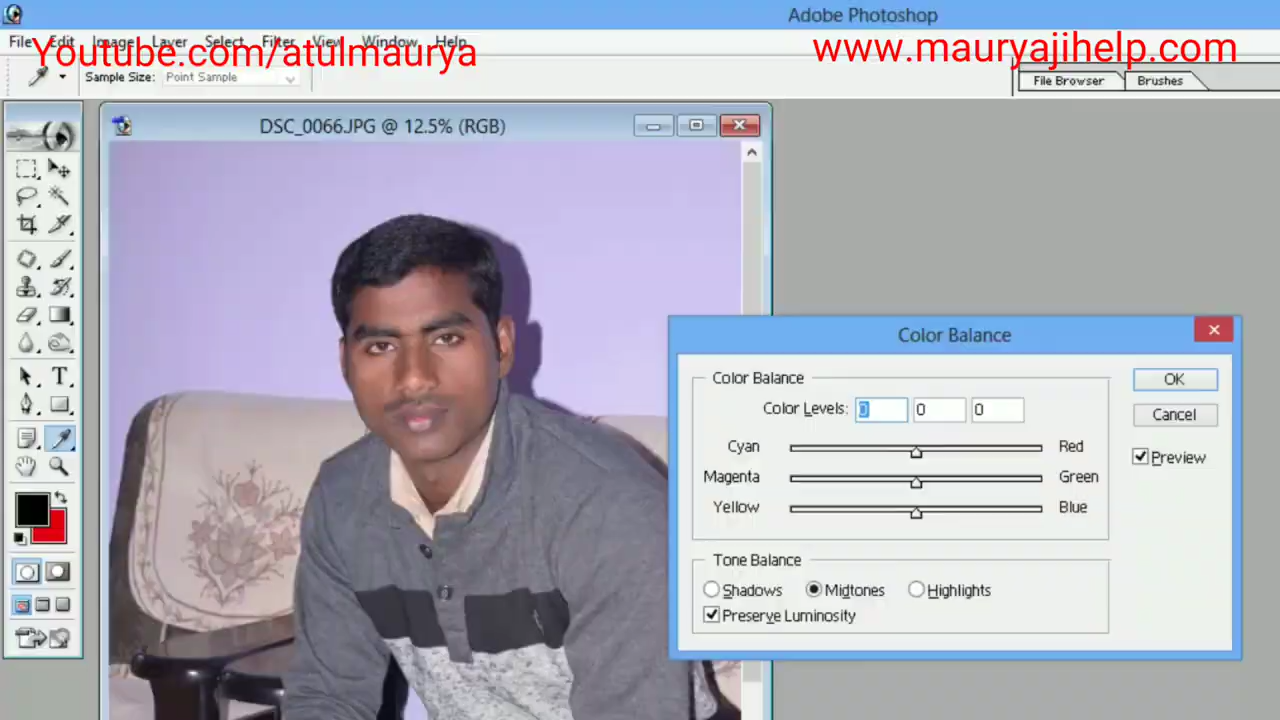 Adobe Photoshop
File Edit Image Layer Select Filter View Window Help
Youtube.com/atulmaurya
www.mauryajihelp.com
Sample Size: Point Sample
File Browser Brushes
DSC_0066.JPG @ 12.5% (RGB)
T
Color Balance
Color Balance
OK
Color Levels: 0 0 0
Cancel
Cyan Red
Preview
Magenta Green
Yellow Blue
Tone Balance
Shadows Midtones Highlights
Preserve Luminosity